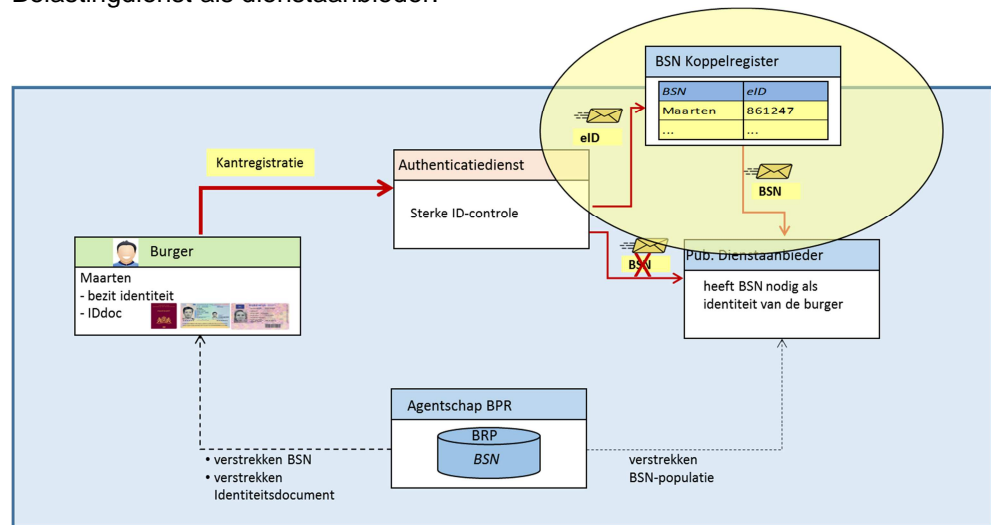 Belastingdienst als dienstaanbieder.
BSN Koppelregister
BSN eID
Maarten 861247
... ...
eID
BSN
Kantregistratie
Authenticatiedienst
Sterke ID-controle
BSN
Burger
Maarten
- bezit identiteit
- IDdoc
Pub. Dienstaanbieder
heeft BSN nodig als
identiteit van de burger
Agentschap BPR
BRP
BSN
• verstrekken BSN
• verstrekken
Identiteitsdocument
verstrekken
BSN-populatie